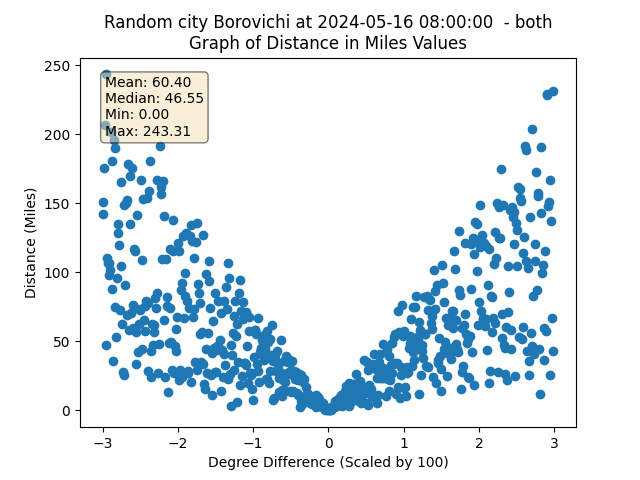 Random city Borovichi at 2024-05-16 08:00:00  - both
Graph of Distance in Miles Values
250
200
150
100
50
0
Distance (Miles)
Mean: 60.40
Median: 46.55
Min: 0.00
Max: 243.31
−3 −2 −1 0 1 2 3
Degree Difference (Scaled by 100)